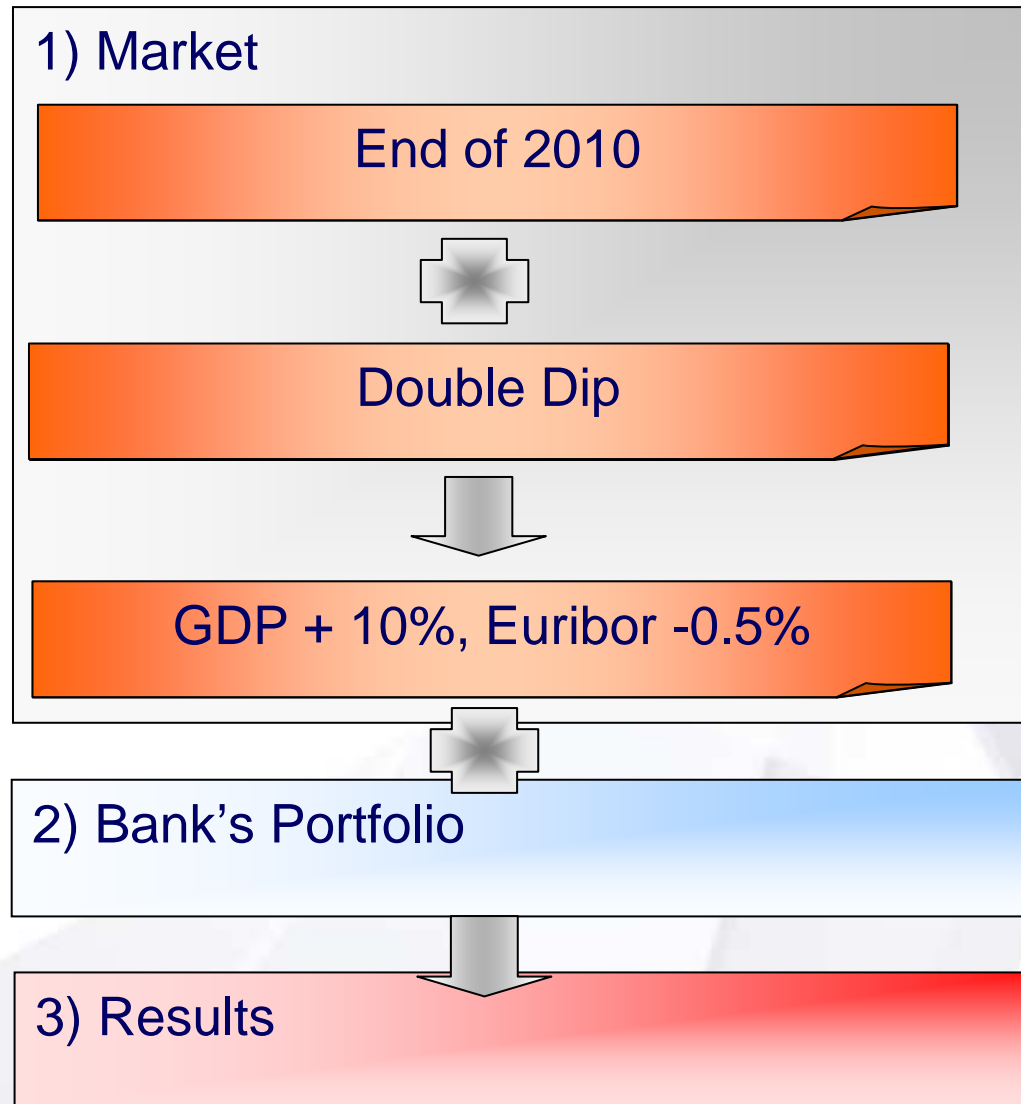 1) Market
End of 2010
Double Dip
GDP + 10%, Euribor -0.5%
2) Bank’s Portfolio
3) Results